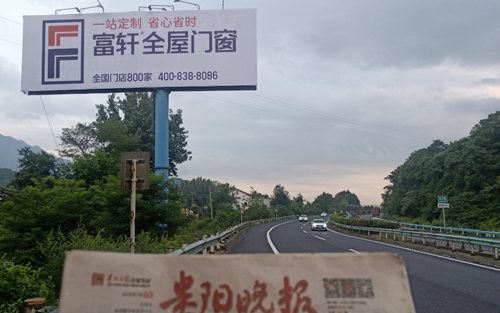 一站定制 省心省时
富轩全屋门窗
全国门店800家 400-838-8086
贵阳晚报
03